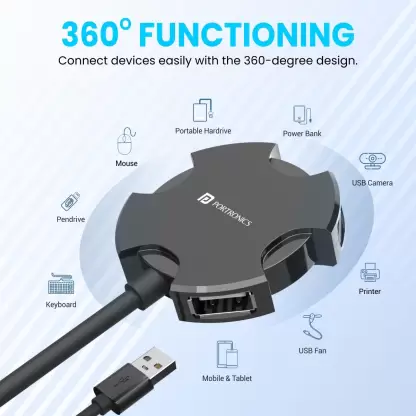 360° FUNCTIONING
Connect devices easily with the 360-degree design.
Portable Hardrive
Power Bank
Mouse
USB Camera
PORTRONICS
Pendrive
Keyboard
Printer
USB Fan
Mobile & Tablet